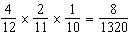 4/12 × 2/11 × 1/10 = 8/1320